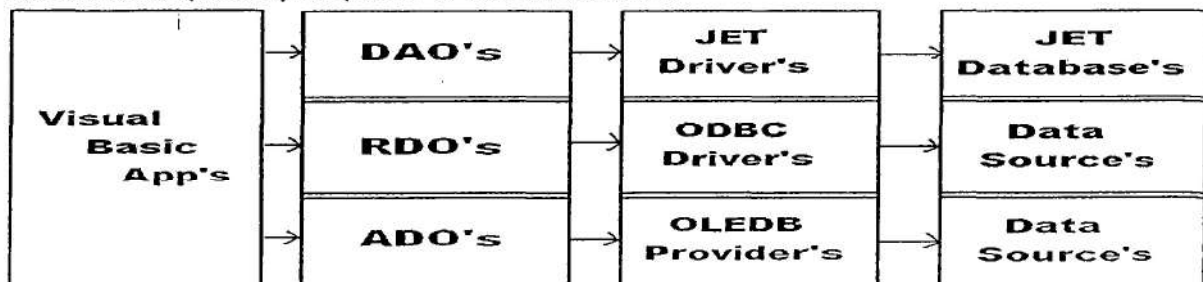 Visual
Basic
App's
DAO's
JET
Driver's
JET
Database's
RDO's
ODBC
Driver's
Data
Source's
ADO's
OLEDB
Provider's
Data
Source's